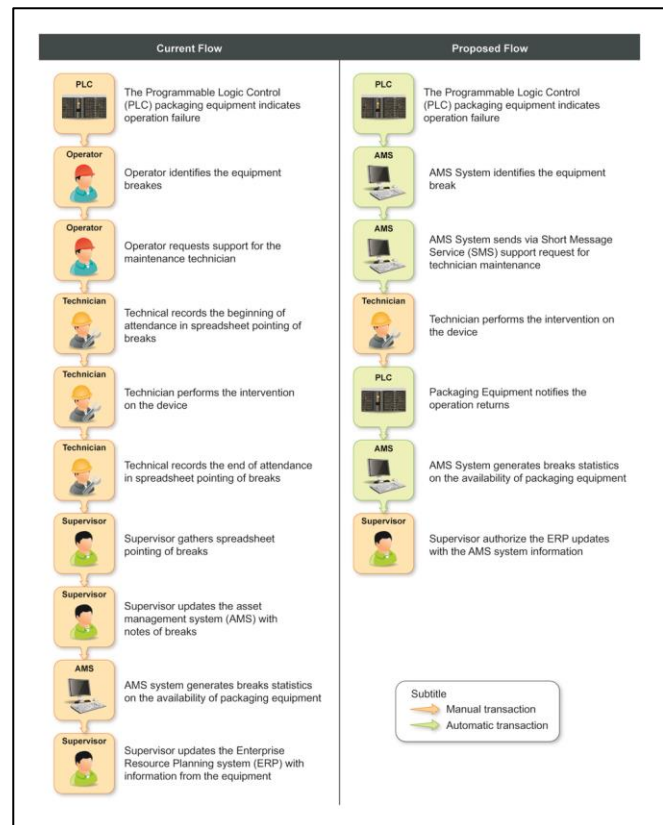 Current Flow
PLC
The Programmable Logic Control
(PLC) packaging equipment indicates
operation failure
Operator
Operator identifies the equipment
breakes
Operator
Operator requests support for the
maintenance technician
Technician
Technical records the beginning of
attendance in spreadsheet pointing of
breaks
Technician
Technician performs the intervention
on the device
Technician
Technical records the end of attendance
in spreadsheet pointing of breaks
Supervisor
Supervisor gathers spreadsheet
pointing of breaks
Supervisor
Supervisor updates the asset
management system (AMS) with
notes of breaks
AMS
AMS system generates breaks statistics
on the availability of packaging equipment
Supervisor
Supervisor updates the Enterprise
Resource Planning system (ERP) with
information from the equipment
Proposed Flow
PLC
The Programmable Logic Control
(PLC) packaging equipment indicates
operation failure
AMS
AMS System identifies the equipment
break
AMS
AMS System sends via Short Message
Service (SMS) support request for
technician maintenance
Technician
Technician performs the intervention on
the device
PLC
Packaging Equipment notifies the
operation returns
AMS
AMS System generates breaks statistics
on the availability of packaging equipment
Supervisor
Supervisor authorize the ERP updates
with the AMS system information
Subtitle
Manual transaction
Automatic transaction